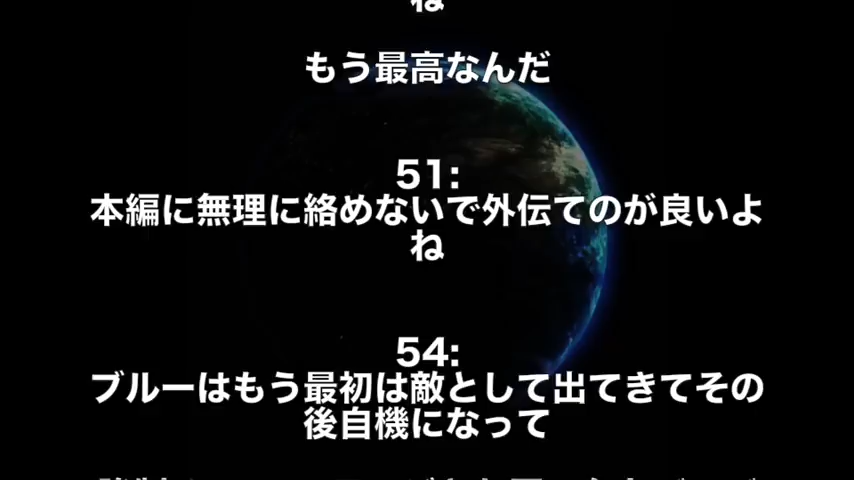 ね
もう最高なんだ
51:
本編に無理に絡めないで外伝てのが良いよ
ね
54:
ブルーはもう最初は敵として出てきてその
後自機になって